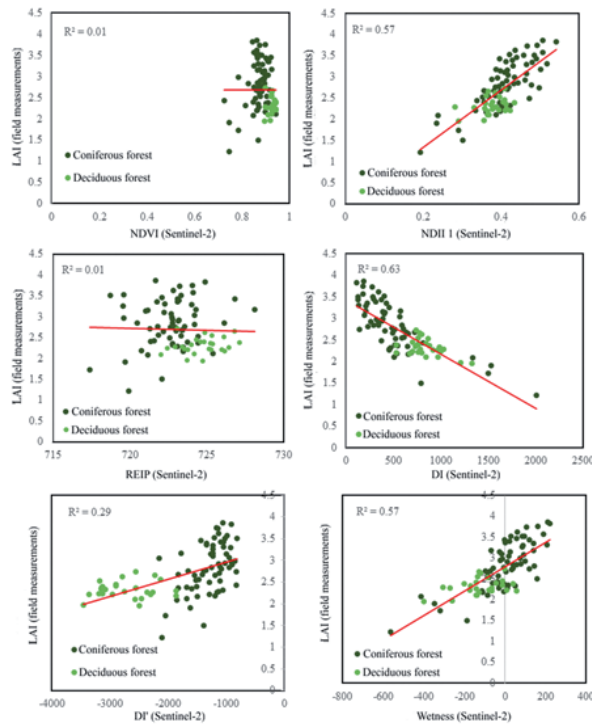 R² = 0.01
4.5
4
3.5
3
2.5
2
1.5
1
0.5
0
LAI (field measurements)
Coniferous forest
Deciduous forest
0 0.2 0.4 0.6 0.8 1
NDVI (Sentinel-2)
R² = 0.57
4.5
4
3.5
3
2.5
2
1.5
1
0.5
0
LAI (field measurements)
Coniferous forest
Deciduous forest
0 0.2 0.4 0.6
NDII 1 (Sentinel-2)
R² = 0.01
4.5
4
3.5
3
2.5
2
1.5
1
0.5
0
LAI (field measurements)
Coniferous forest
Deciduous forest
715 720 725 730
REIP (Sentinel-2)
R² = 0.63
4.5
4
3.5
3
2.5
2
1.5
1
0.5
0
LAI (field measurements)
Coniferous forest
Deciduous forest
0 500 1000 1500 2000 2500
DI (Sentinel-2)
R² = 0.29
4.5
4
3.5
3
2.5
2
1.5
1
0.5
0
LAI (field measurements)
Coniferous forest
Deciduous forest
-4000 -3000 -2000 -1000 0
DI' (Sentinel-2)
R² = 0.57
4.5
4
3.5
3
2.5
2
1.5
1
0.5
0
LAI (field measurements)
Coniferous forest
Deciduous forest
-800 -600 -400 -200 0 200 400
Wetness (Sentinel-2)